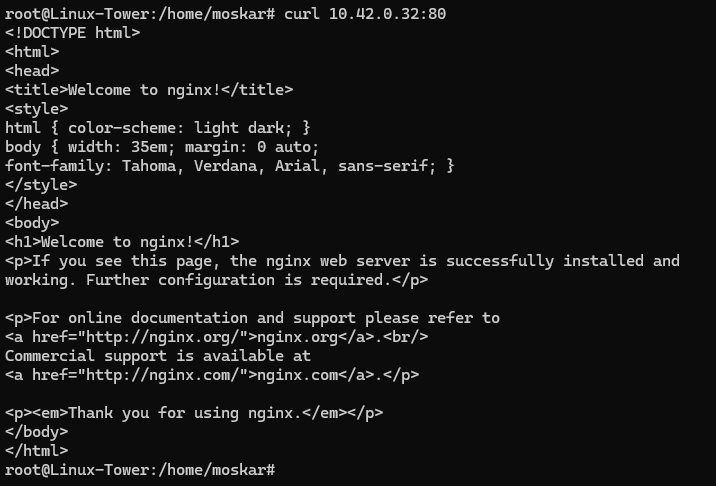 root@Linux-Tower:/home/moskar# curl 10.42.0.32:80
<!DOCTYPE html>
<html>
<head>
<title>Welcome to nginx!</title>
<style>
html { color-scheme: light dark; }
body { width: 35em; margin: 0 auto;
font-family: Tahoma, Verdana, Arial, sans-serif; }
</style>
</head>
<body>
<h1>Welcome to nginx!</h1>
<p>If you see this page, the nginx web server is successfully installed and
working. Further configuration is required.</p>

<p>For online documentation and support please refer to
<a href="http://nginx.org/">nginx.org</a>.<br/>
Commercial support is available at
<a href="http://nginx.com/">nginx.com</a>.</p>

<p><em>Thank you for using nginx.</em></p>
</body>
</html>
root@Linux-Tower:/home/moskar#